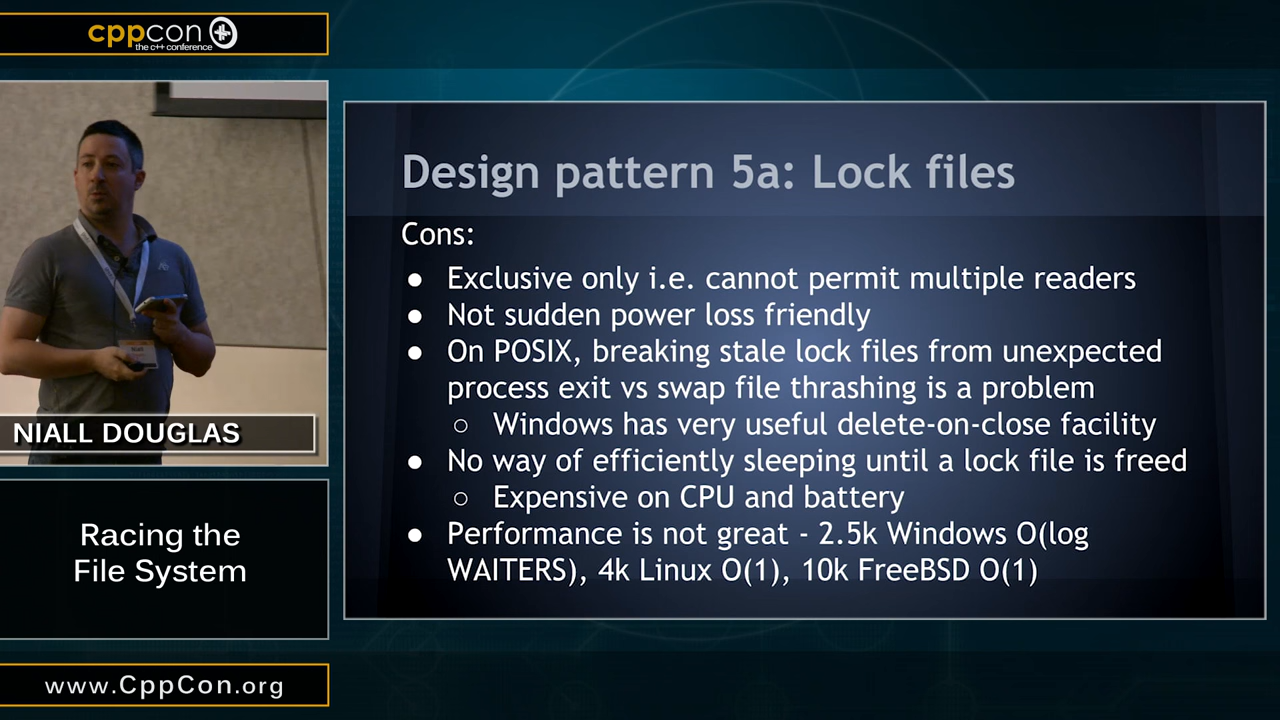 cppcon
the c++ conference
NIALL DOUGLAS
Racing the
File System
www.CppCon.org
Design pattern 5a: Lock files
Cons:
● Exclusive only i.e. cannot permit multiple readers
● Not sudden power loss friendly
● On POSIX, breaking stale lock files from unexpected
process exit vs swap file thrashing is a problem
○ Windows has very useful delete-on-close facility
● No way of efficiently sleeping until a lock file is freed
○ Expensive on CPU and battery
● Performance is not great - 2.5k Windows O(log
WAITERS), 4k Linux O(1), 10k FreeBSD O(1)